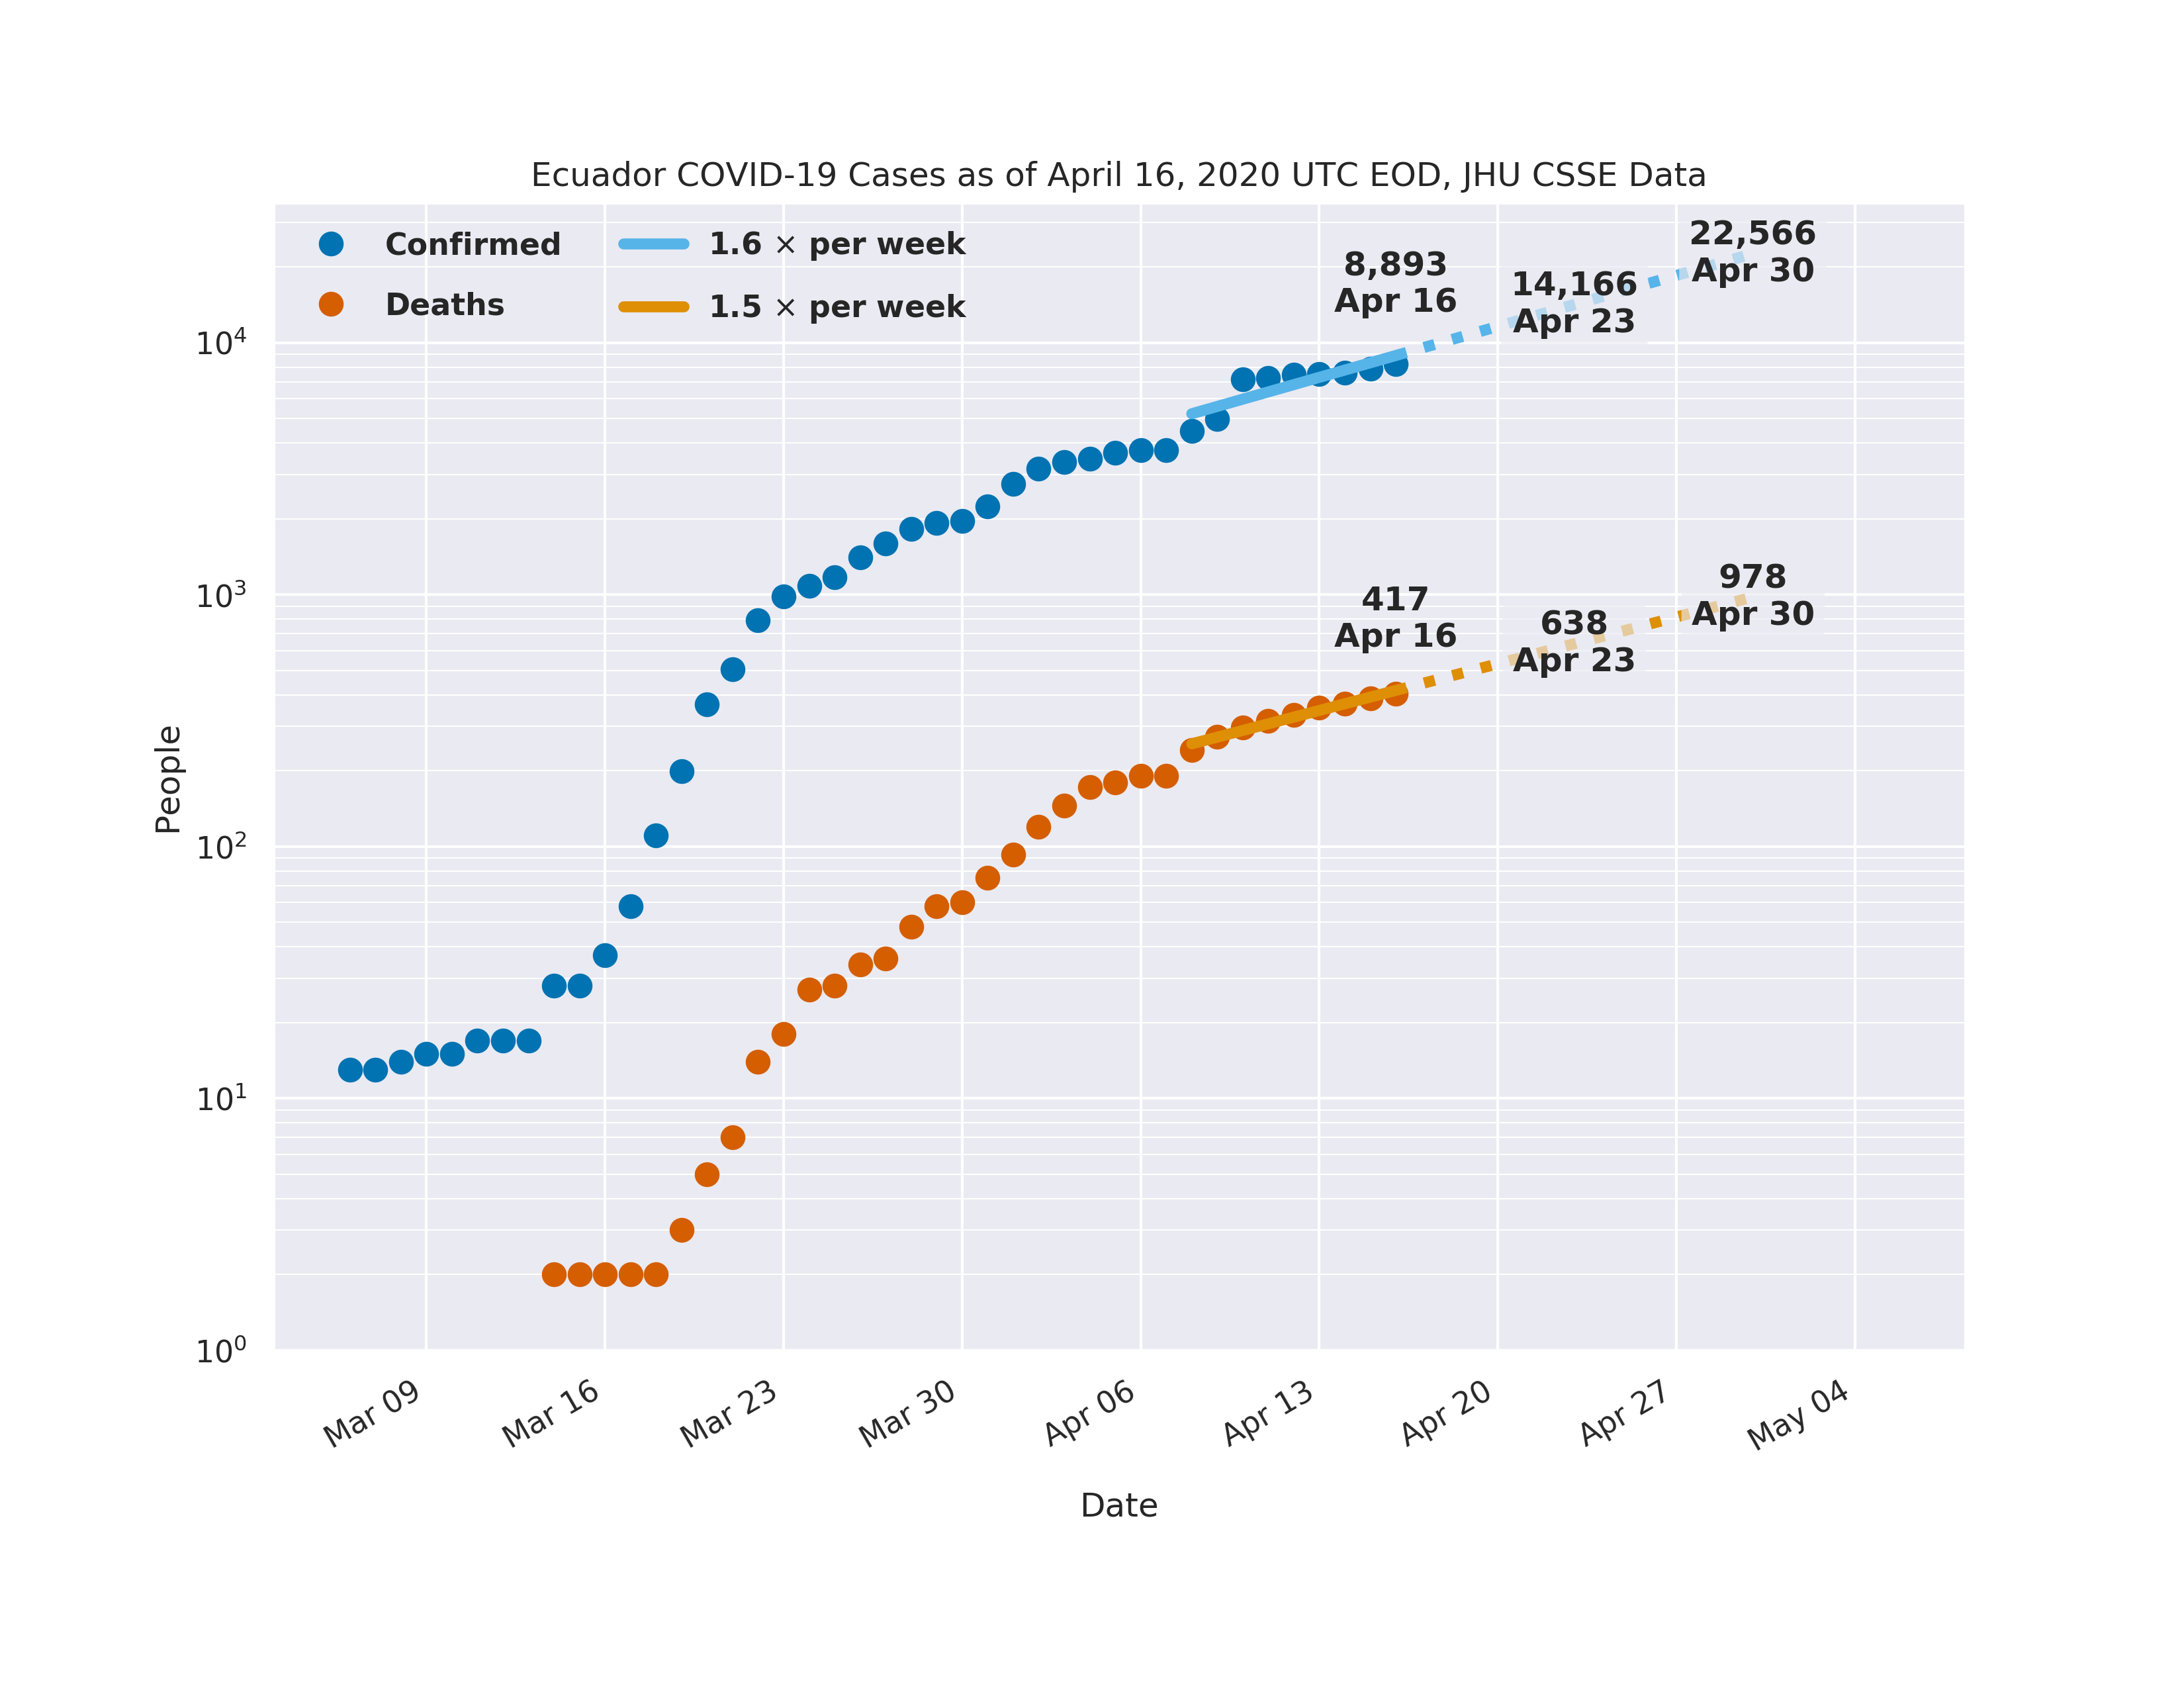 Ecuador COVID-19 Cases as of April 16, 2020 UTC EOD, JHU CSSE Data
Confirmed
Deaths
1.6 × per week
1.5 × per week
8,893
Apr 16
14,166
Apr 23
22,566
Apr 30
417
Apr 16
638
Apr 23
978
Apr 30
People
10⁴
10³
10²
10¹
10⁰
Mar 09
Mar 16
Mar 23
Mar 30
Apr 06
Apr 13
Apr 20
Apr 27
May 04
Date